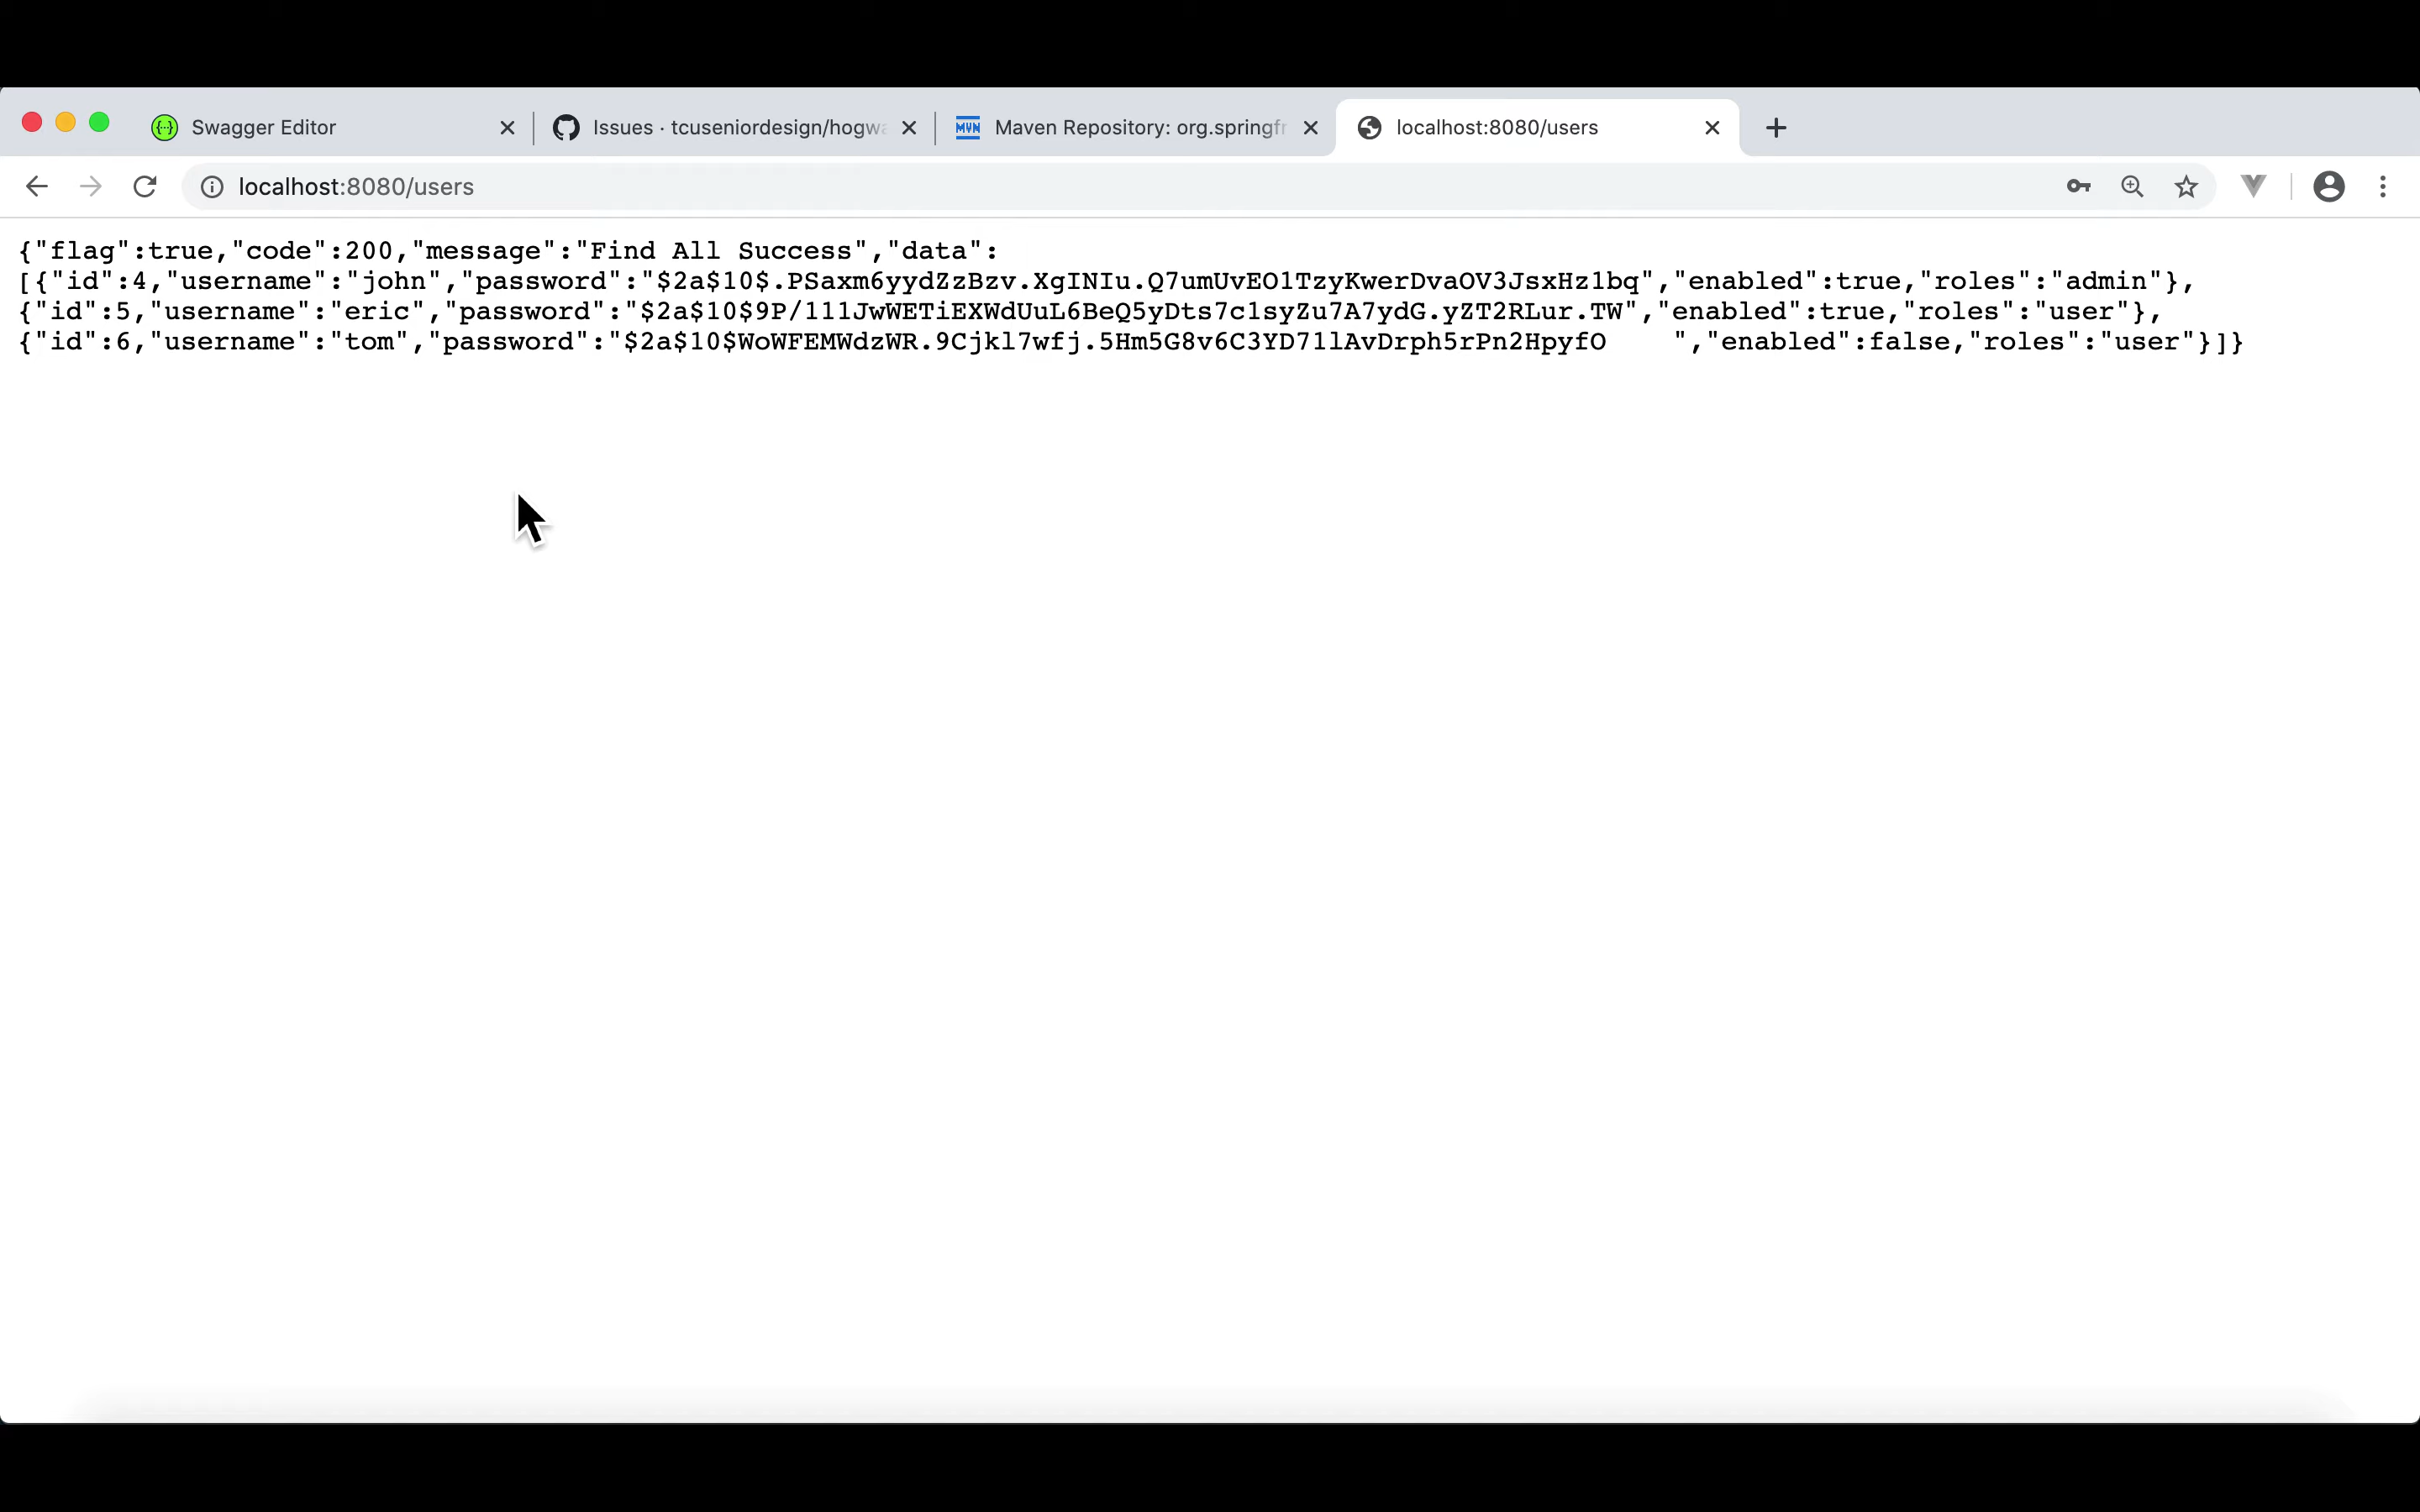 Swagger Editor
Issues · tcuseniordesign/hogwa
Maven Repository: org.springfr
localhost:8080/users
localhost:8080/users
{"flag":true,"code":200,"message":"Find All Success","data":
[{"id":4,"username":"john","password":"$2a$10$.PSaxm6yydZzBzv.XgINIu.Q7umUvEO1TzyKwerDvaOV3JsxHz1bq","enabled":true,"roles":"admin"},
{"id":5,"username":"eric","password":"$2a$10$9P/111JwWETiEXWdUuL6BeQ5yDts7c1syZu7A7ydG.yZT2RLur.TW","enabled":true,"roles":"user"},
{"id":6,"username":"tom","password":"$2a$10$WoWFEMWdzWR.9Cjkl7wfj.5Hm5G8v6C3YD71lAvDrph5rPn2HpyfO    ","enabled":false,"roles":"user"}]}